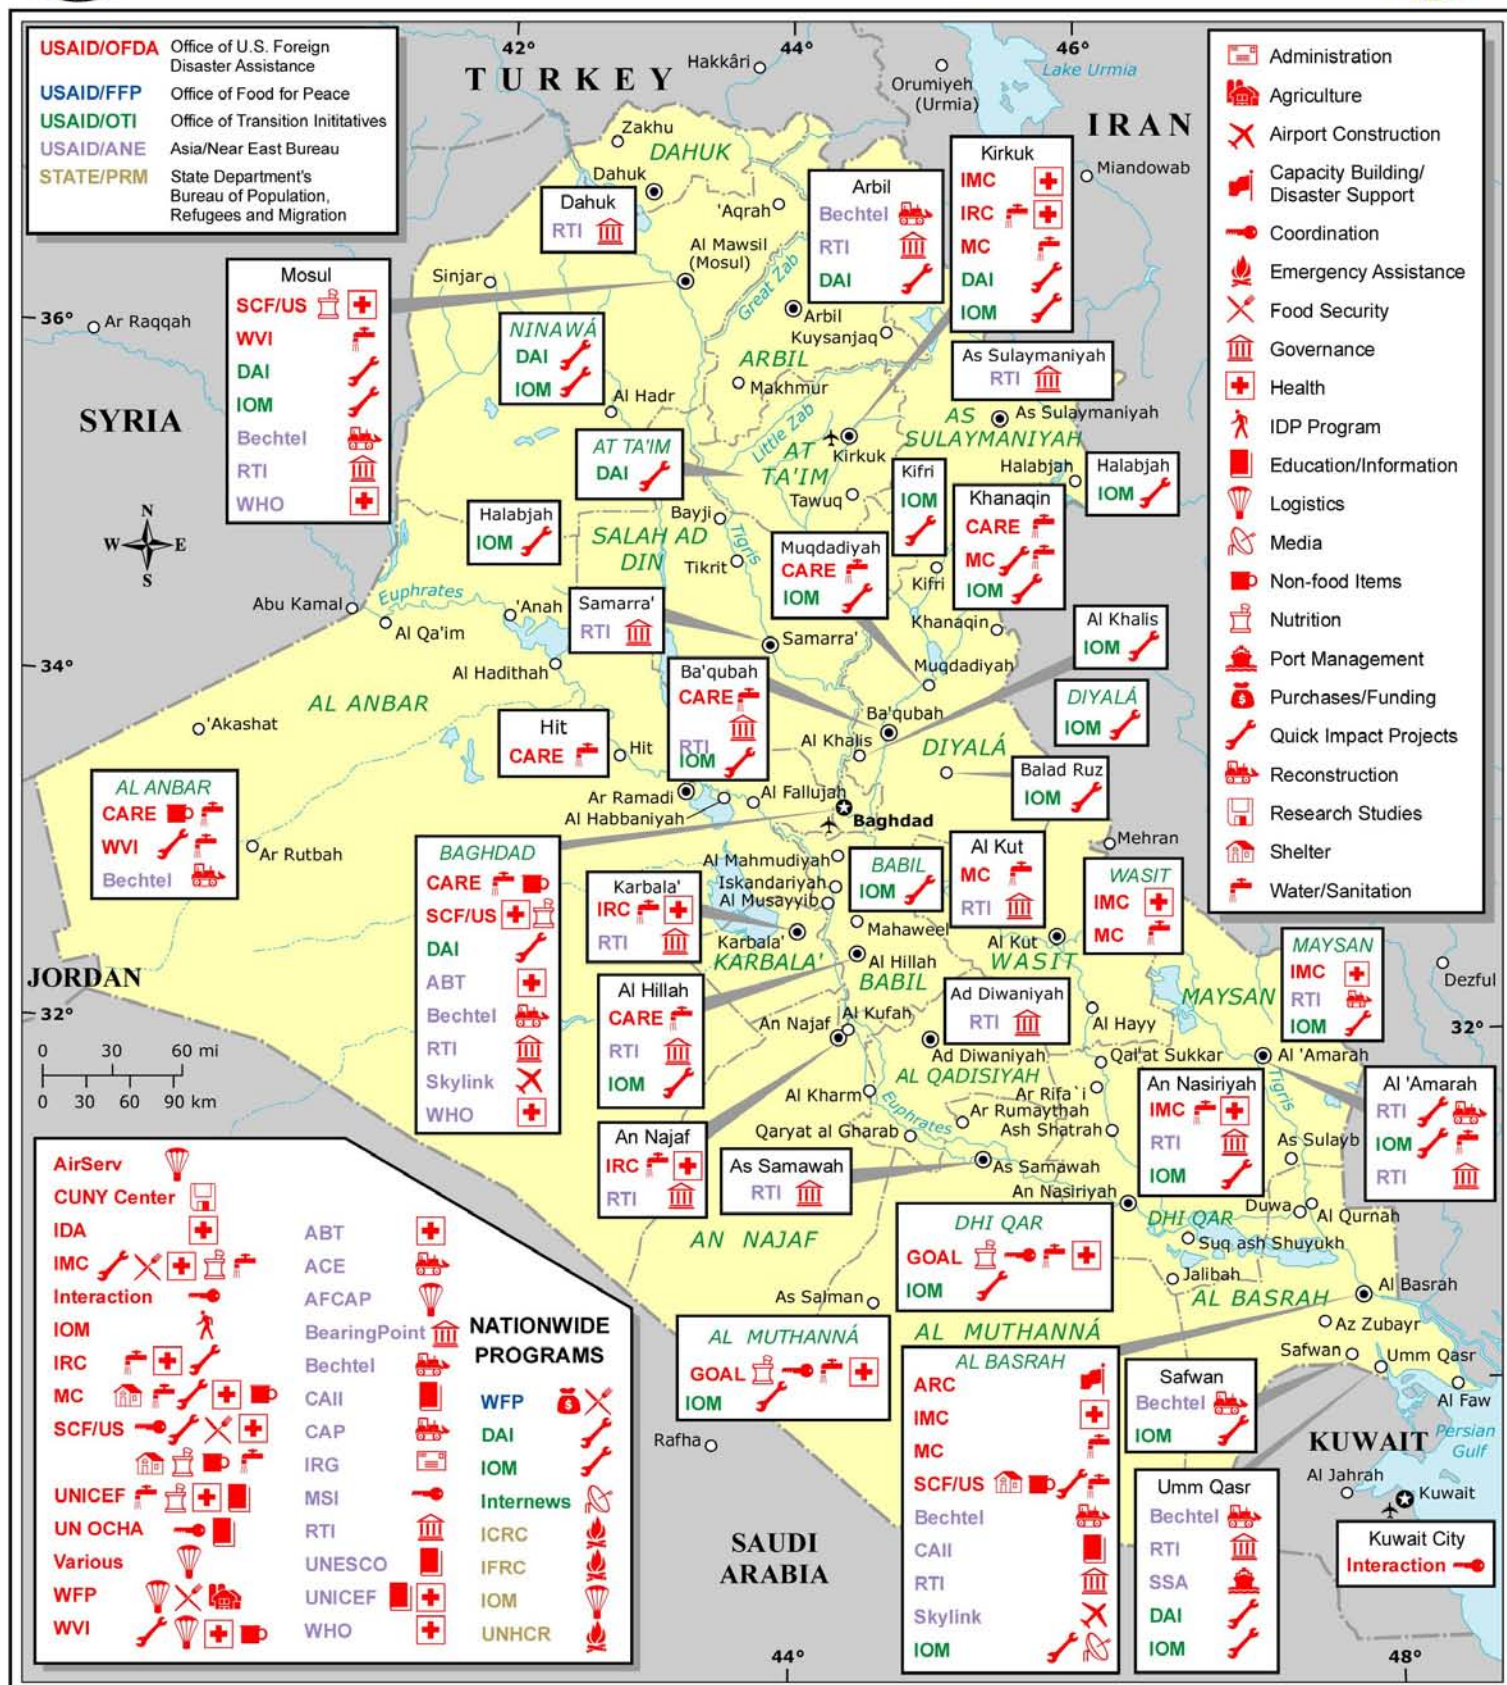 USAID/OFDA Office of U.S. Foreign
Disaster Assistance
USAID/FFP Office of Food for Peace
USAID/OTI Office of Transition Inititatives
USAID/ANE Asia/Near East Bureau
STATE/PRM State Department's
Bureau of Population,
Refugees and Migration
42°
44°
46°
TURKEY
Hakkâri
Orumiyeh
(Urmia)
Lake Urmia
IRAN
Miandowab
Administration
Agriculture
Airport Construction
Capacity Building/
Disaster Support
Coordination
Emergency Assistance
Food Security
Governance
Health
IDP Program
Education/Information
Logistics
Media
Non-food Items
Nutrition
Port Management
Purchases/Funding
Quick Impact Projects
Reconstruction
Research Studies
Shelter
Water/Sanitation
Zakhu
DAHUK
Dahuk
Dahuk
RTI
'Aqrah
Al Mawsil
(Mosul)
Sinjar
Great Zab
Arbil
Bechtel
RTI
DAI
Kirkuk
IMC
IRC
MC
DAI
IOM
Mosul
SCF/US
WVI
DAI
IOM
Bechtel
RTI
WHO
36°
Ar Raqqah
SYRIA
NINAWÁ
DAI
IOM
Arbil
Kuysanjaq
ARBIL
Makhmur
As Sulaymaniyah
RTI
Al Hadr
Little Zab
AS
SULAYMANIYAH
As Sulaymaniyah
AT TA'IM
DAI
AT
TA'IM
Kirkuk
Tawuq
Kifri
IOM
Halabjah
Halabjah
IOM
Khanaqin
CARE
MC
IOM
N
W E
S
Halabjah
IOM
Bayji
Tigris
SALAH AD
DIN
Tikrit
Muqdadiyah
CARE
IOM
Kifri
Khanaqin
Abu Kamal
Euphrates
'Anah
Al Qa'im
Samarra'
RTI
Samarra'
Al Khalis
IOM
34°
Al Hadithah
Muqdadiyah
Ba'qubah
CARE
RTI
IOM
AL ANBAR
'Akashat
Hit
CARE
Hit
Ba'qubah
Al Khalis
DIYALÁ
DIYALÁ
IOM
Balad Ruz
IOM
AL ANBAR
CARE
WVI
Bechtel
Ar Ramadi
Al Habbaniyah
Al Fallujah
Baghdad
Ar Rutbah
Mehran
BAGHDAD
CARE
SCF/US
DAI
ABT
Bechtel
RTI
Skylink
WHO
Al Mahmudiyah
Iskandariyah
Al Musayyib
Karbala'
IRC
RTI
BABIL
IOM
Al Kut
MC
RTI
WASIT
IMC
MC
Mahaweel
Karbala'
KARBALA'
Al Hillah
BABIL
Al Kut
WASIT
MAYSAN
IMC
RTI
IOM
Dezful
JORDAN
32°
32°
0 30 60 mi
0 30 60 90 km
Al Hillah
CARE
RTI
IOM
An Najaf
Al Kufah
Ad Diwaniyah
RTI
MAYSAN
Al Hayy
Ad Diwaniyah
Qal'at Sukkar
Al 'Amarah
AL QADISIYAH
Al Kharm
Euphrates
Ar Rifa`i
Ar Rumaythah
Ash Shatrah
Qaryat al Gharab
An Nasiriyah
IMC
RTI
IOM
Tigris
Al 'Amarah
RTI
IOM
RTI
As Sulayb
An Najaf
IRC
RTI
As Samawah
RTI
As Samawah
An Nasiriyah
AN NAJAF
DHI QAR
GOAL
IOM
DHI QAR
Duwa
Al Qurnah
Suq ash Shuyukh
Jalibah
As Salman
AL BASRAH
Al Basrah
AL MUTHANNÁ
GOAL
IOM
AL MUTHANNÁ
Az Zubayr
Safwan
Umm Qasr
Al Faw
AL BASRAH
ARC
IMC
MC
SCF/US
Bechtel
CAII
RTI
Skylink
IOM
Safwan
Bechtel
IOM
Umm Qasr
Bechtel
RTI
SSA
DAI
IOM
KUWAIT
Persian
Gulf
Al Jahrah
Kuwait
Kuwait City
Interaction
Rafha
SAUDI
ARABIA
AirServ
CUNY Center
IDA
IMC
Interaction
IOM
IRC
MC
SCF/US
UNICEF
UN OCHA
Various
WFP
WVI
ABT
ACE
AFCAP
BearingPoint
Bechtel
CAII
CAP
IRG
MSI
RTI
UNESCO
UNICEF
WHO
NATIONWIDE
PROGRAMS
WFP
DAI
IOM
Internews
ICRC
IFRC
IOM
UNHCR
44°
48°